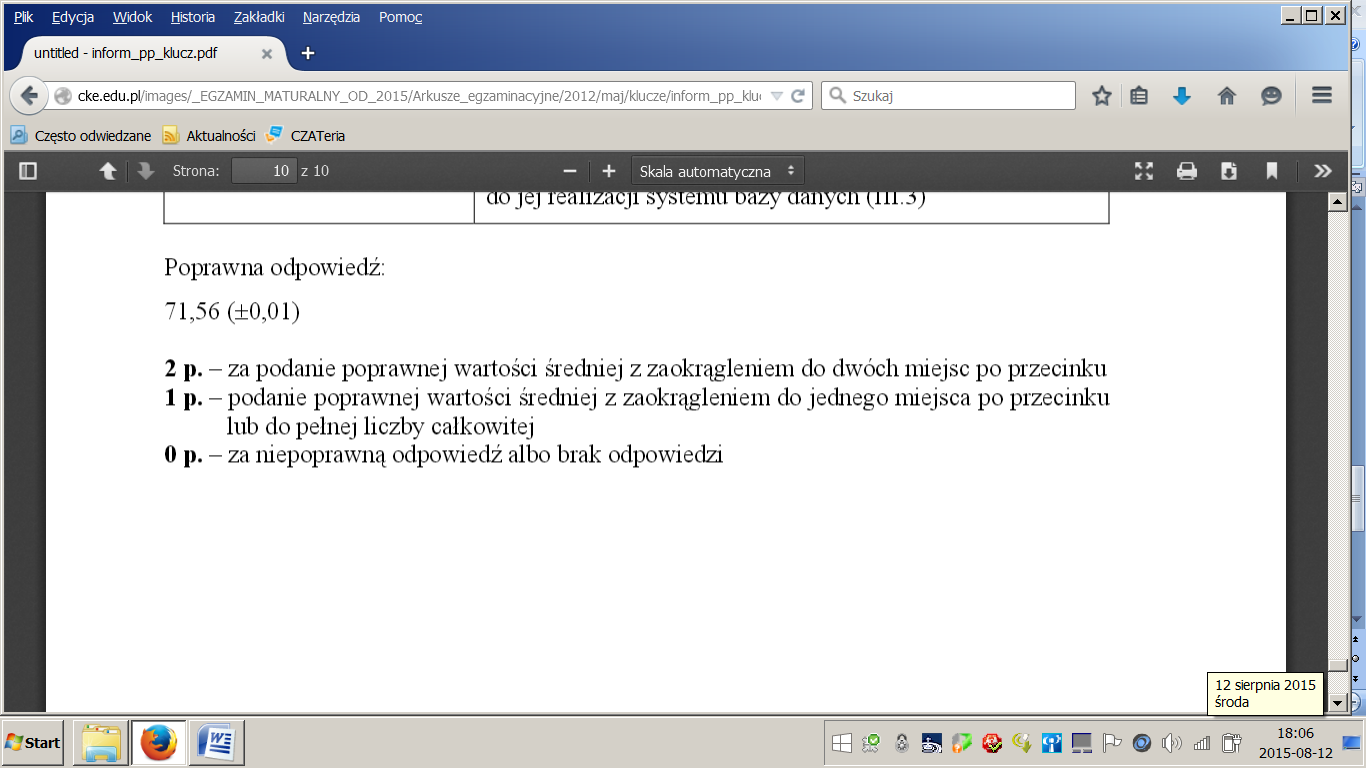 Plik Edycja Widok Historia Zakładki Narzędzia Pomoc
untitled - inform_pp_klucz.pdf
cke.edu.pl/images/_EGZAMIN_MATURALNY_OD_2015/Arkusze_egzaminacyjne/2012/maj/klucze/inform_pp_kluc
Szukaj
Często odwiedzane Aktualności CZATeria
Strona: 10 z 10 Skala automatyczna
do jej realizacji systemu bazy danych (III.3)
Poprawna odpowiedź:
71,56 (±0,01)
2 p. – za podanie poprawnej wartości średniej z zaokrągleniem do dwóch miejsc po przecinku
1 p. – podanie poprawnej wartości średniej z zaokrągleniem do jednego miejsca po przecinku
lub do pełnej liczby całkowitej
0 p. – za niepoprawną odpowiedź albo brak odpowiedzi
12 sierpnia 2015
środa
Start
18:06
2015-08-12